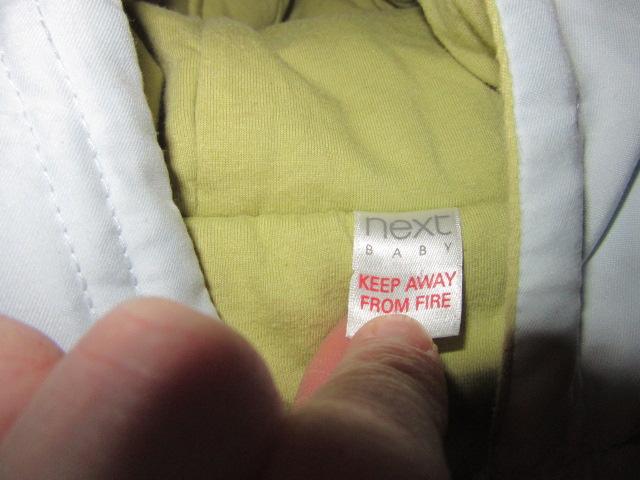 next
BABY
KEEP AWAY
FROM FIRE